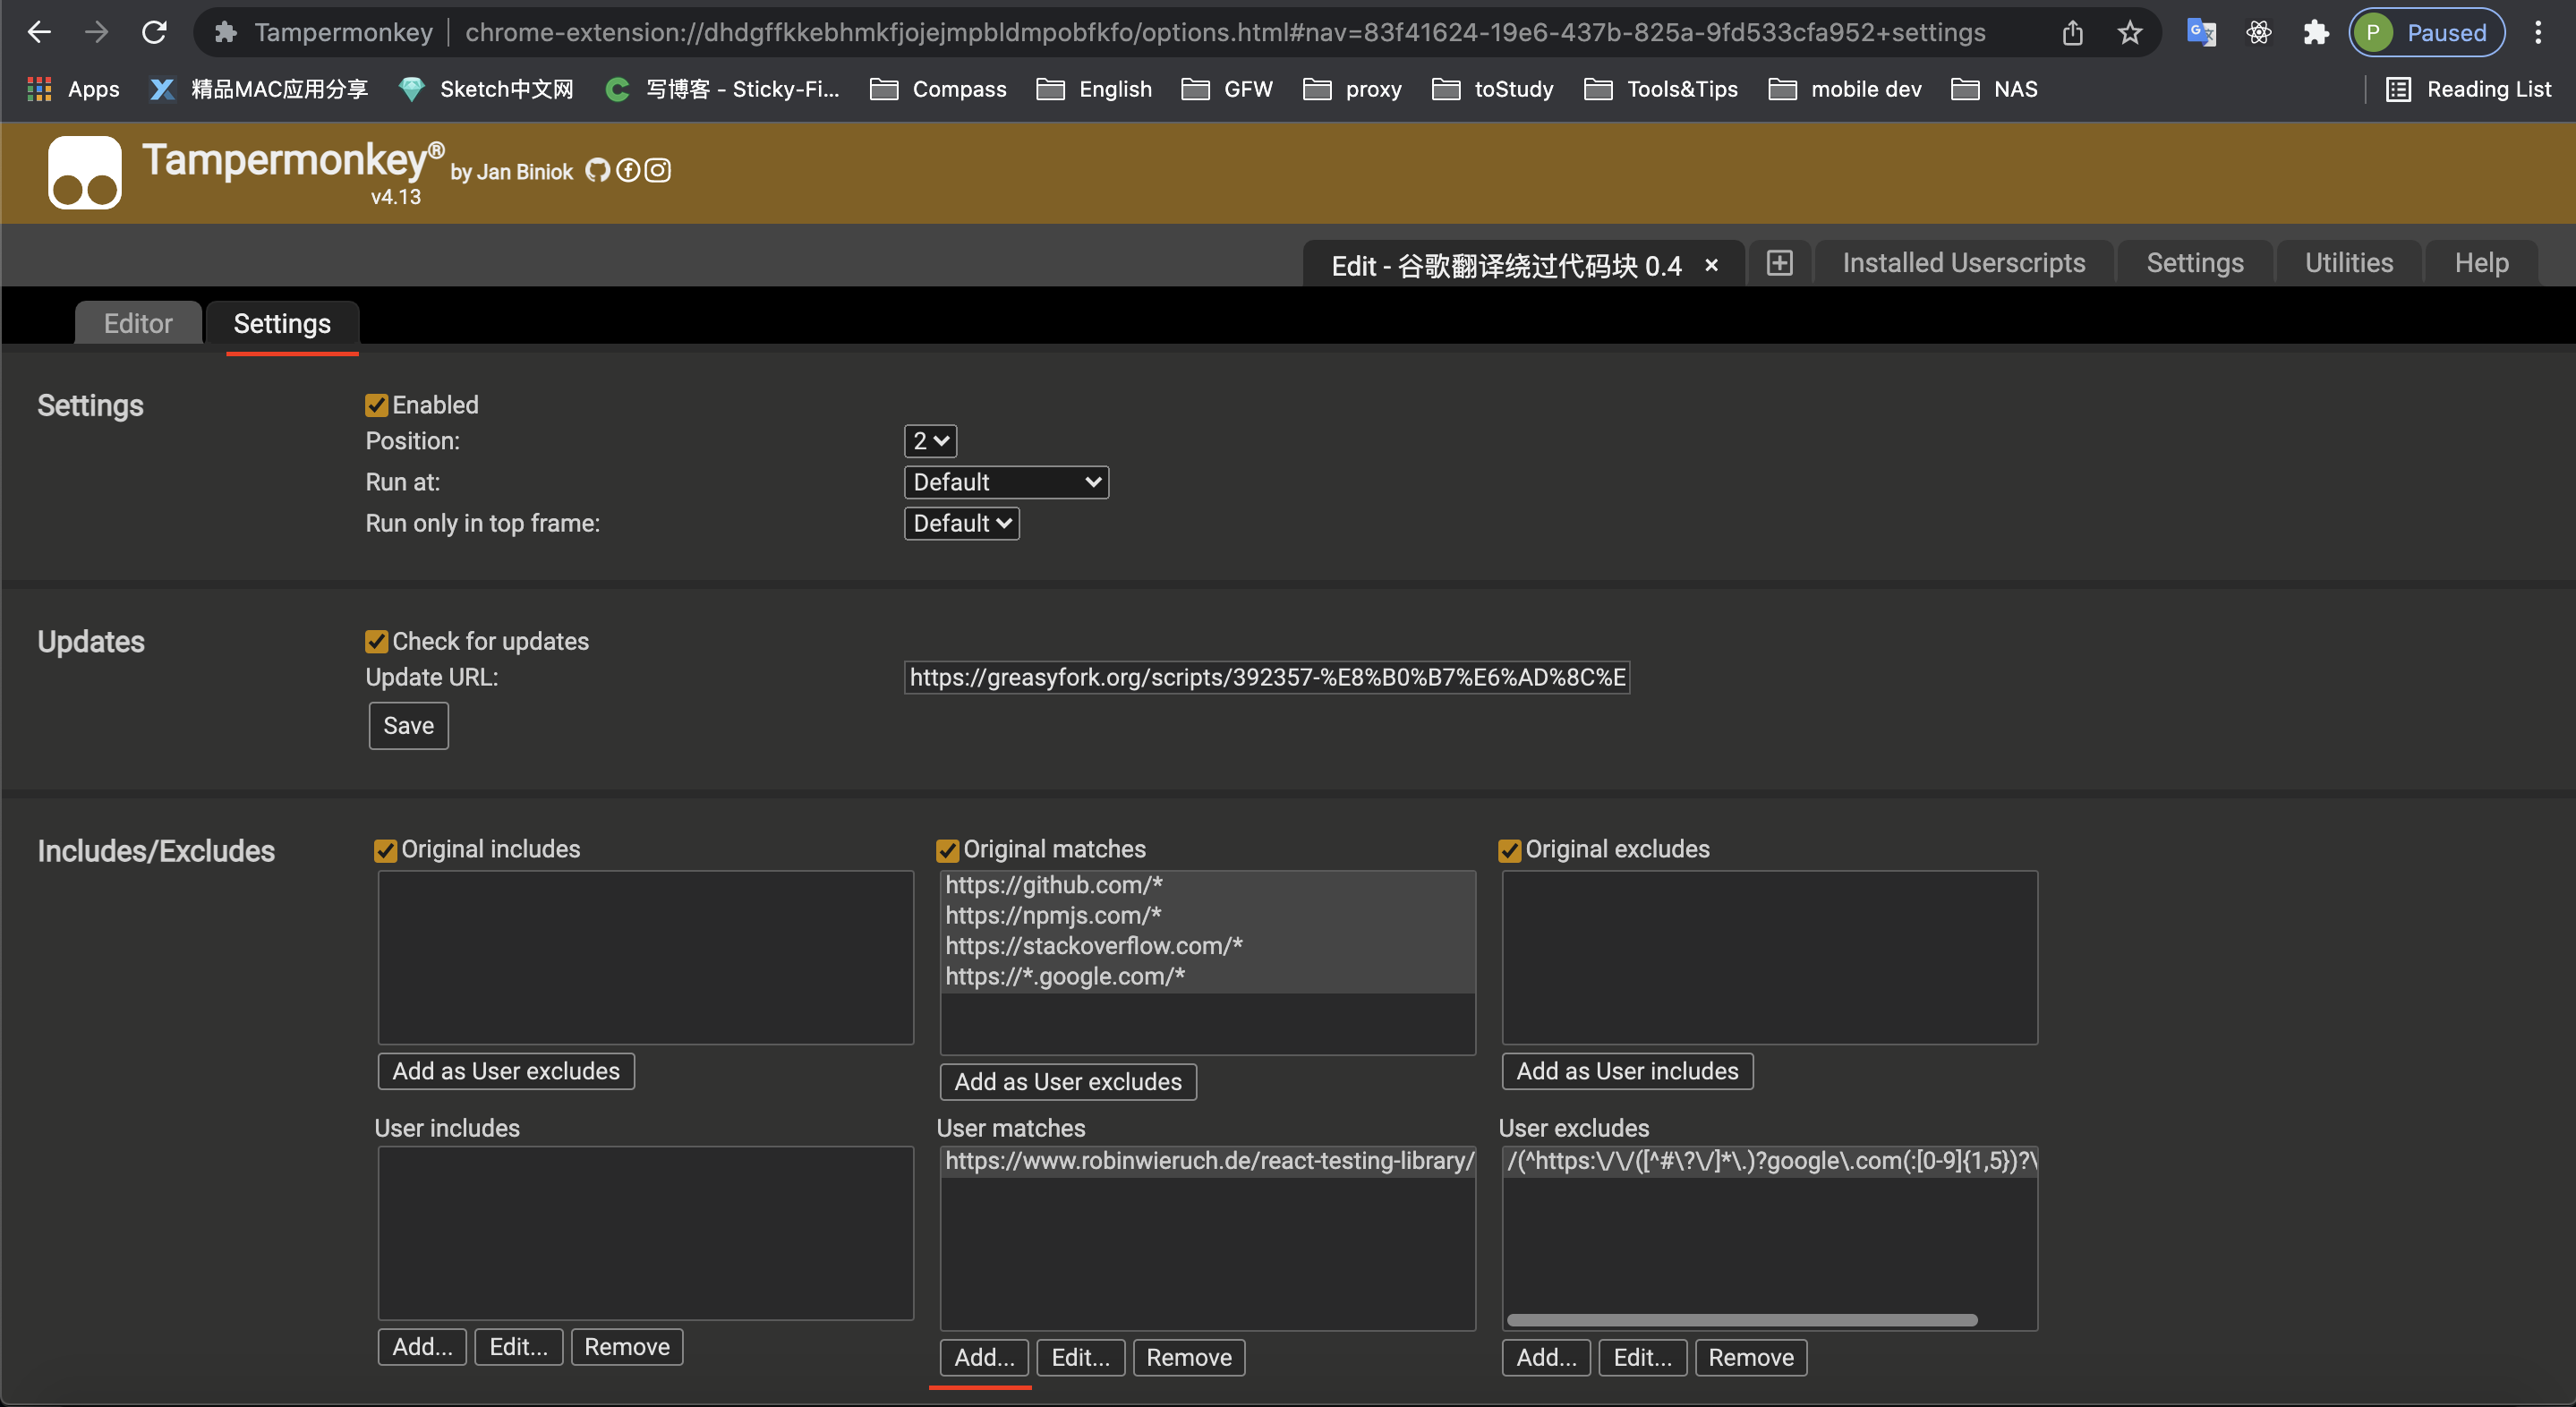 Tampermonkey | chrome-extension://dhdgffkkebhmkfjojejmpbldmpobfkfo/options.html#nav=83f41624-19e6-437b-825a-9fd533cfa952+settings
P Paused
Apps 精品MAC应用分享 Sketch中文网 写博客 - Sticky-Fi... Compass English GFW proxy toStudy Tools&Tips mobile dev NAS Reading List
Tampermonkey® by Jan Biniok
v4.13
Edit - 谷歌翻译绕过代码块 0.4 × Installed Userscripts Settings Utilities Help
Editor Settings
Settings
Enabled
Position: 2
Run at: Default
Run only in top frame: Default
Updates
Check for updates
Update URL: https://greasyfork.org/scripts/392357-%E8%B0%B7%E6%AD%8C%E
Save
Includes/Excludes
Original includes
Original matches
Original excludes
https://github.com/*
https://npmjs.com/*
https://stackoverflow.com/*
https://*.google.com/*
Add as User excludes
Add as User excludes
Add as User includes
User includes
User matches
User excludes
https://www.robinwieruch.de/react-testing-library/
/(^https:\/\/([^#\?\/]*\.)?google\.com(:[0-9]{1,5})?\
Add... Edit... Remove
Add... Edit... Remove
Add... Edit... Remove